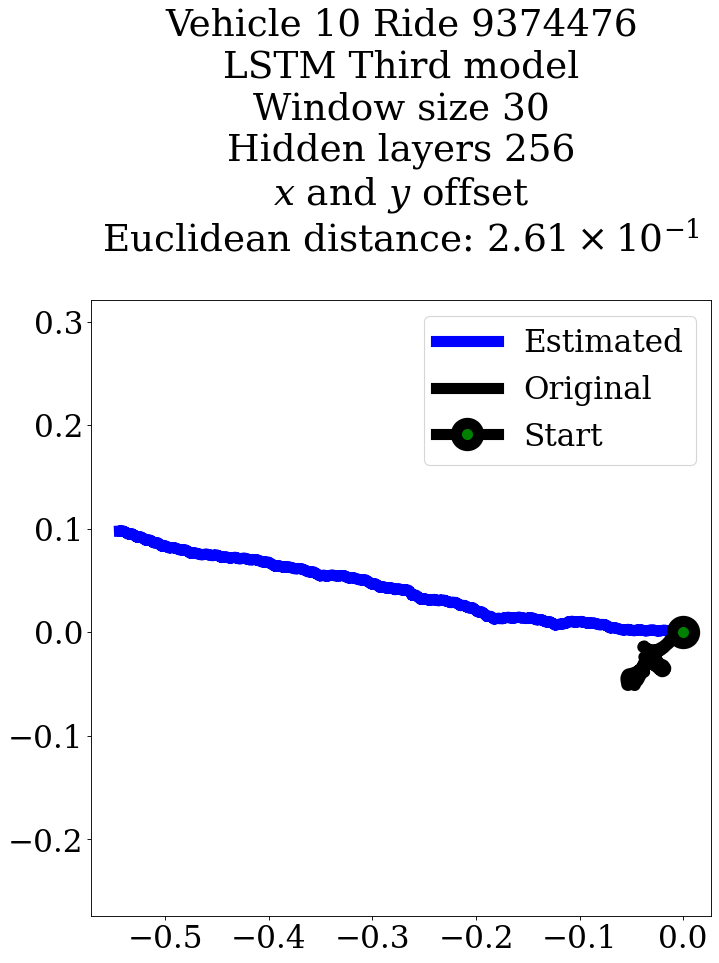 Vehicle 10 Ride 9374476
LSTM Third model
Window size 30
Hidden layers 256
x and y offset
Euclidean distance: 2.61 × 10⁻¹
Estimated
Original
Start
0.3
0.2
0.1
0.0
−0.1
−0.2
−0.5 −0.4 −0.3 −0.2 −0.1 0.0